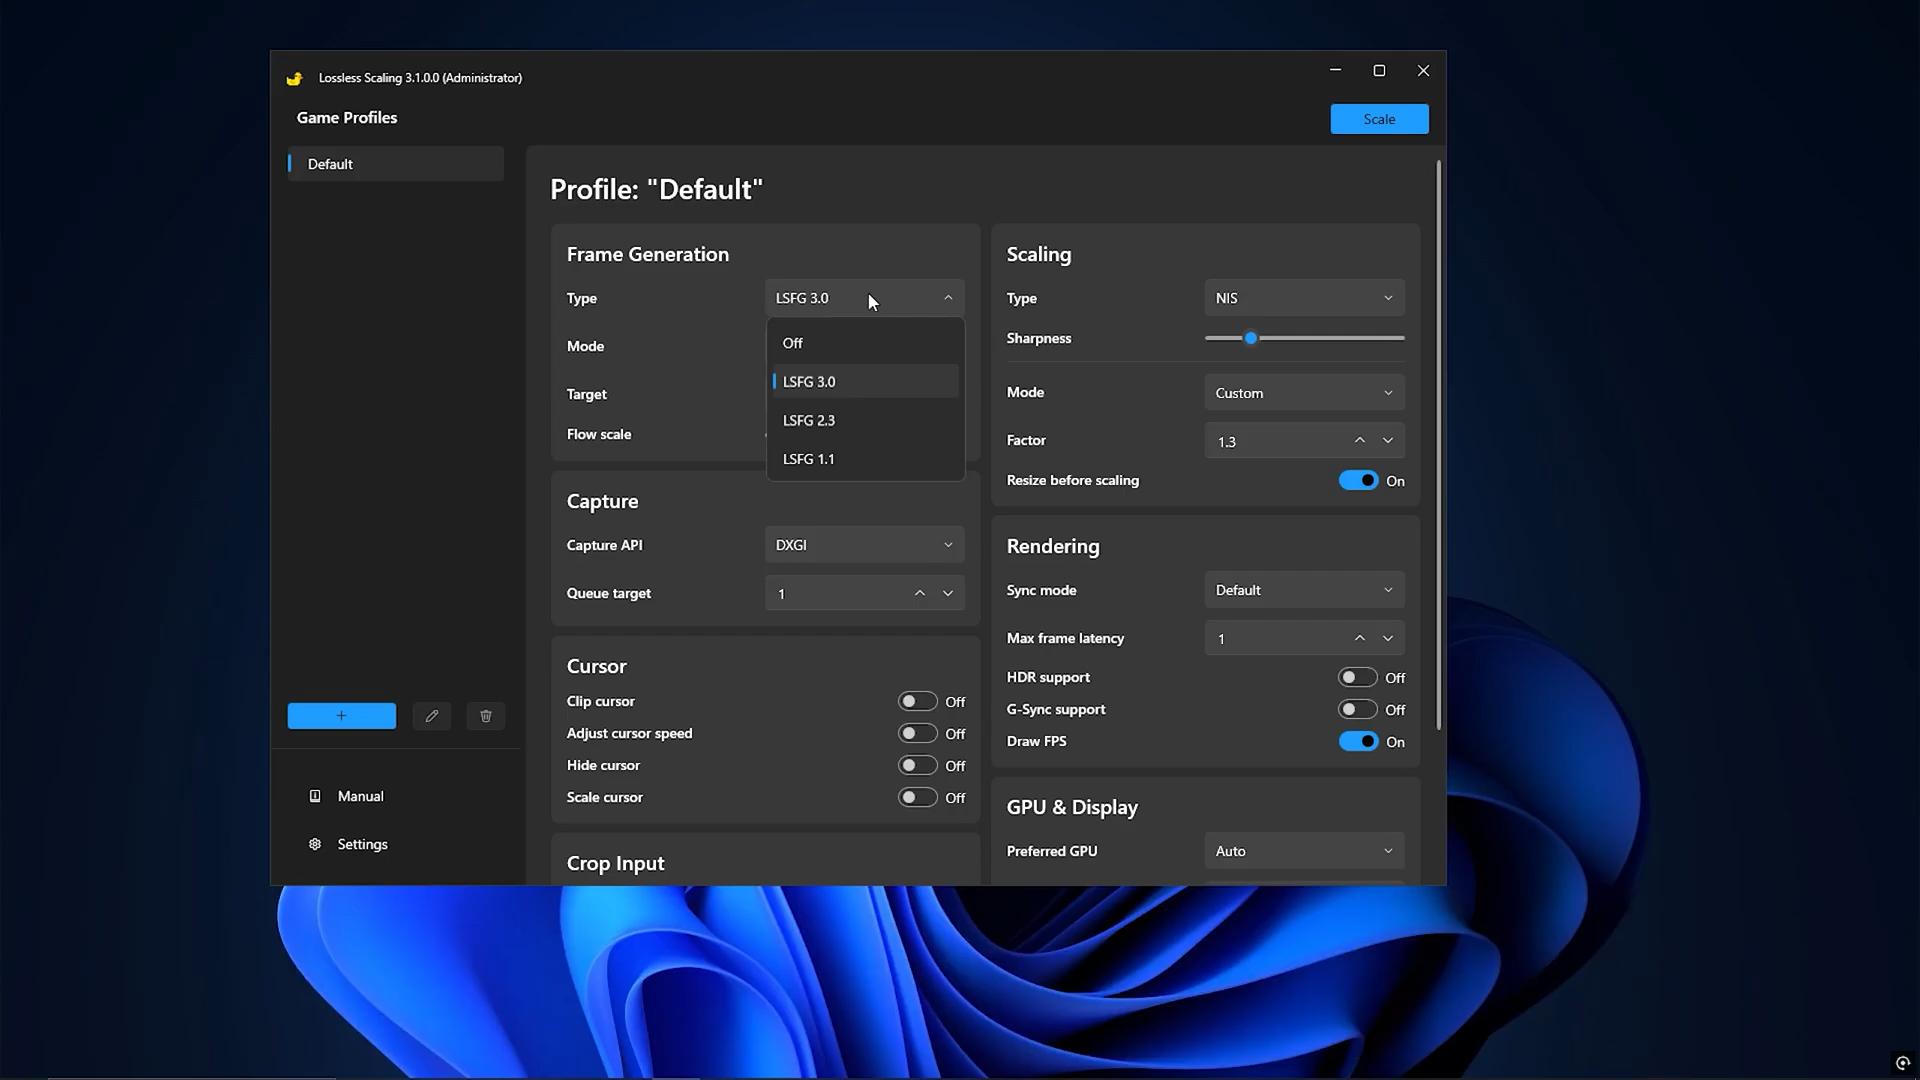 Lossless Scaling 3.1.0.0 (Administrator)
Game Profiles
Scale
Default
Profile: "Default"
Frame Generation
Type
LSFG 3.0
Off
LSFG 3.0
LSFG 2.3
LSFG 1.1
Mode
Target
Flow scale
Capture
Capture API
DXGI
Queue target
1
Cursor
Clip cursor
Off
Adjust cursor speed
Off
Hide cursor
Off
Scale cursor
Off
Crop Input
Scaling
Type
NIS
Sharpness
Mode
Custom
Factor
1.3
Resize before scaling
On
Rendering
Sync mode
Default
Max frame latency
1
HDR support
Off
G-Sync support
Off
Draw FPS
On
GPU & Display
Preferred GPU
Auto
Manual
Settings